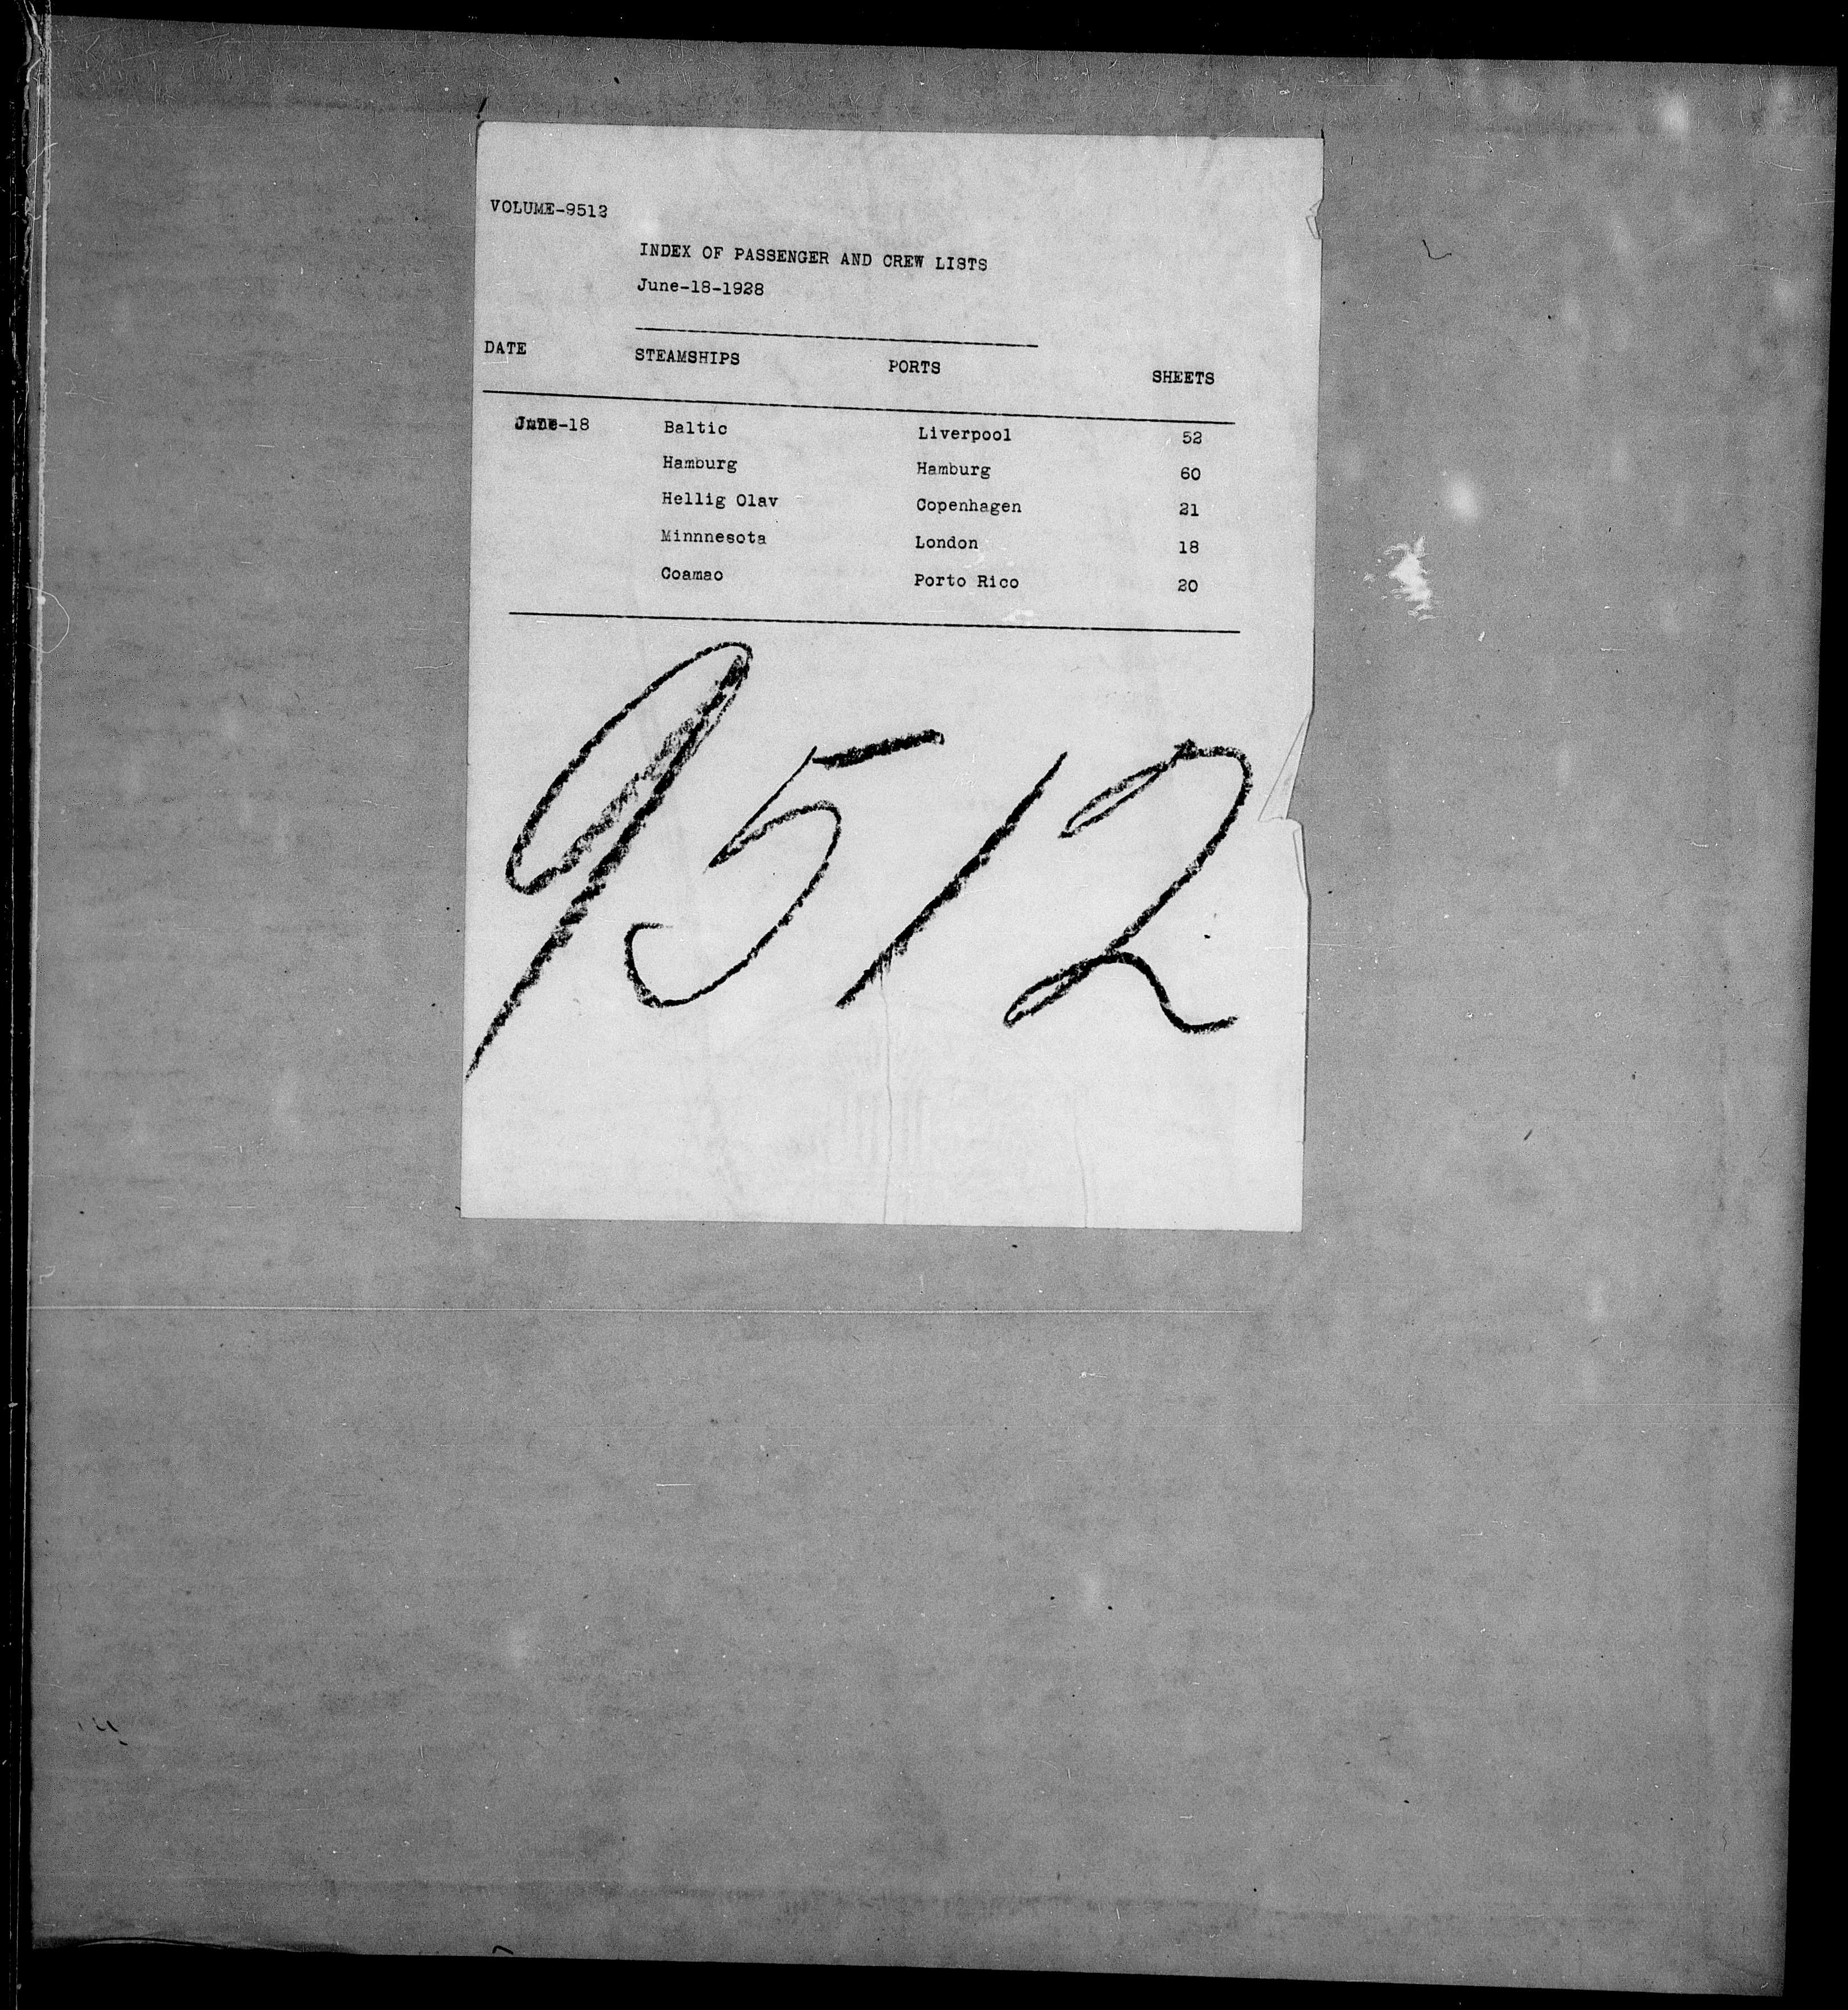 VOLUME-9512
INDEX OF PASSENGER AND CREW LISTS
June-18-1928
DATE STEAMSHIPS PORTS SHEETS
June-18 Baltic Liverpool 52
Hamburg Hamburg 60
Hellig Olav Copenhagen 21
Minnnesota London 18
Coamao Porto Rico 20
9512